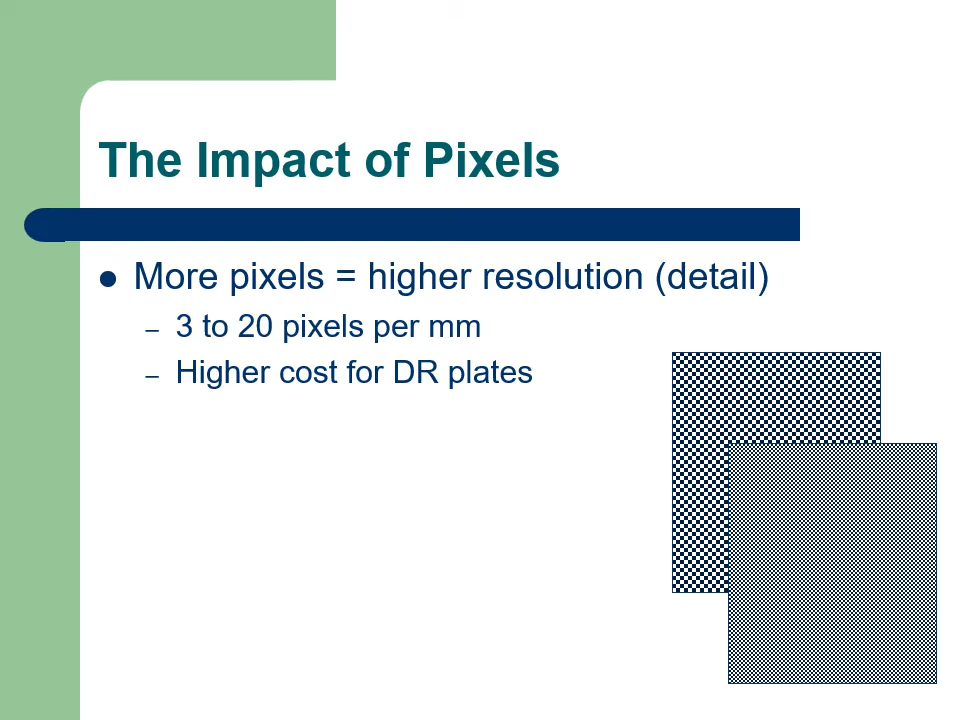 The Impact of Pixels
● More pixels = higher resolution (detail)
– 3 to 20 pixels per mm
– Higher cost for DR plates